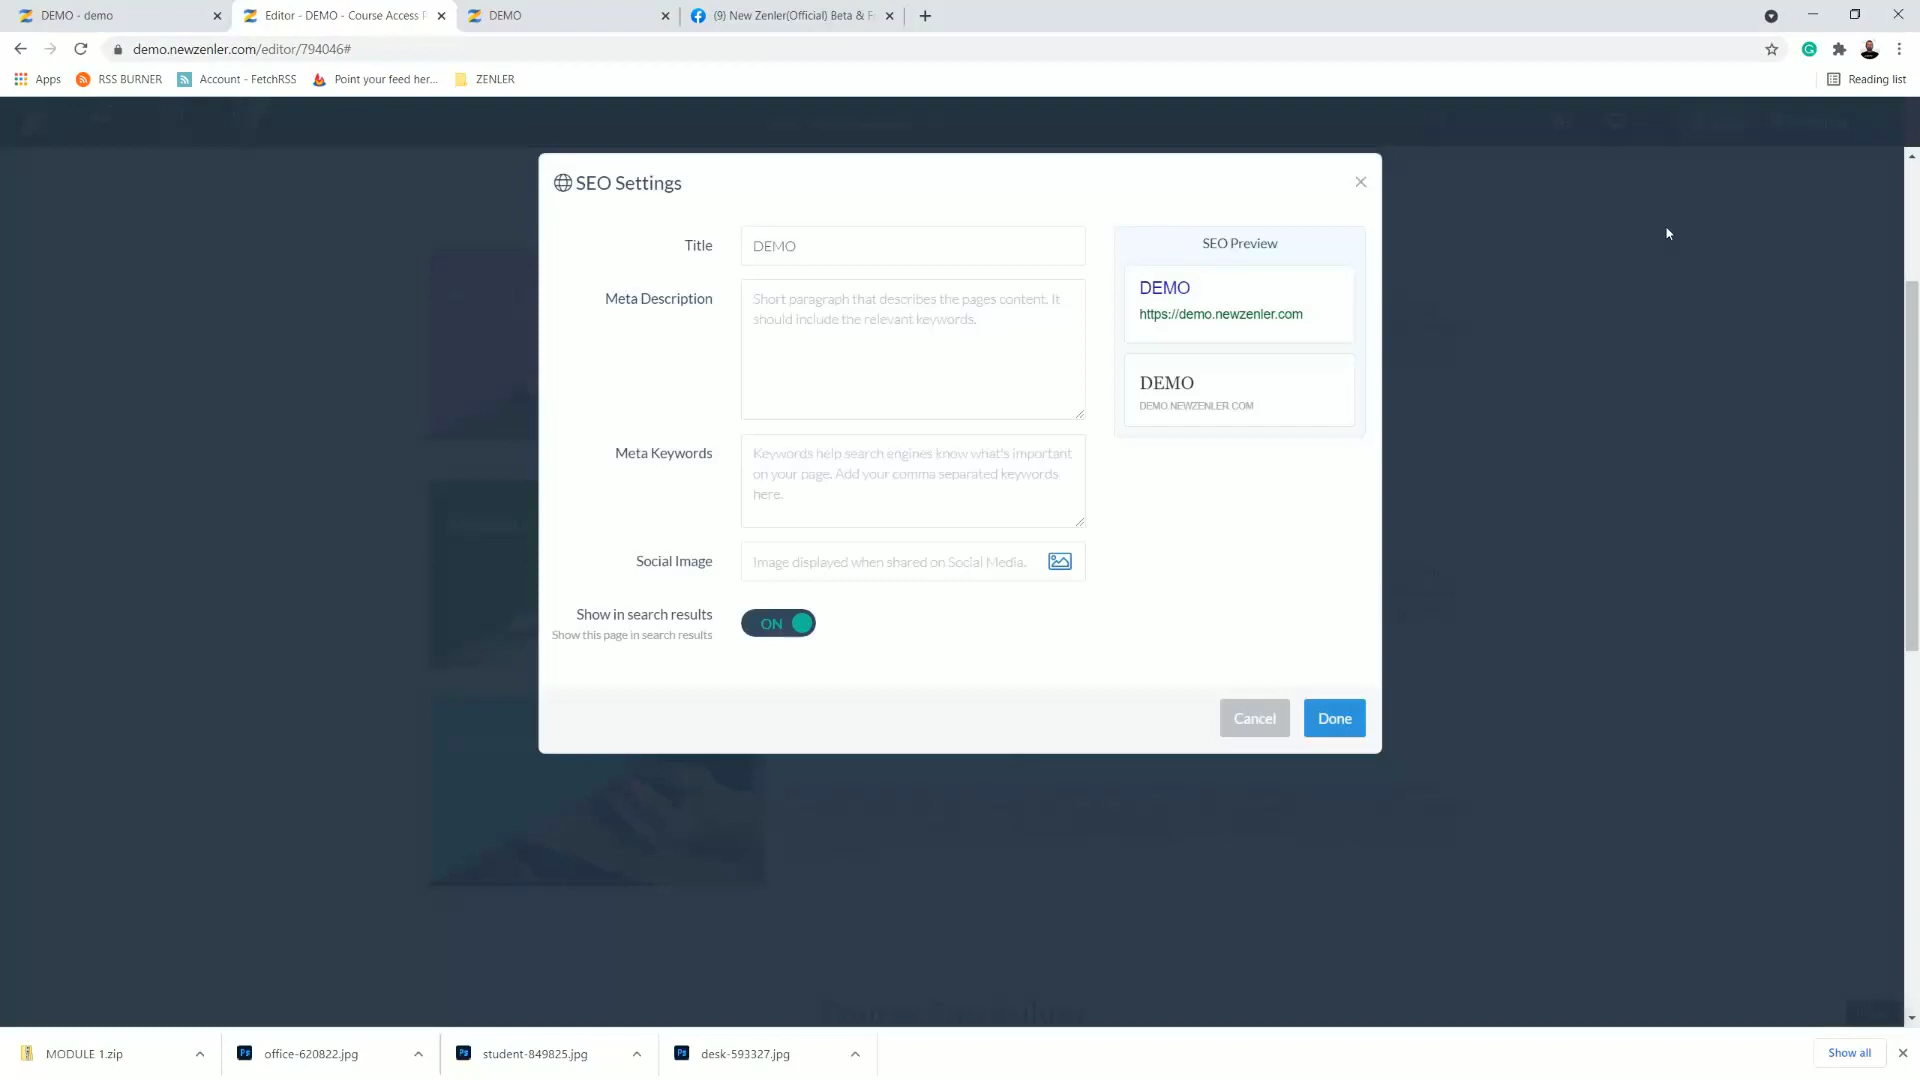 DEMO - demo
Editor - DEMO - Course Access P
DEMO
(9) New Zenler(Official) Beta & F
demo.newzenler.com/editor/794046#
Apps
RSS BURNER
Account - FetchRSS
Point your feed her...
ZENLER
Reading list
SEO Settings
Title
DEMO
Meta Description
Short paragraph that describes the pages content. It
should include the relevant keywords.
Meta Keywords
Keywords help search engines know what's important
on your page. Add your comma separated keywords
here.
Social Image
Image displayed when shared on Social Media.
Show in search results
Show this page in search results
ON
SEO Preview
DEMO
https://demo.newzenler.com
DEMO
DEMO.NEWZENLER.COM
Cancel
Done
MODULE 1.zip
office-620822.jpg
student-849825.jpg
desk-593327.jpg
Show all